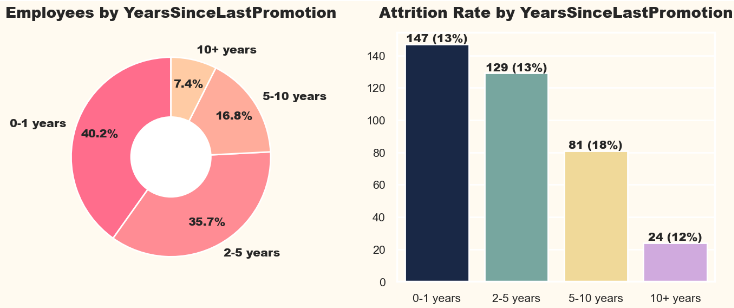 Employees by YearsSinceLastPromotion
10+ years
7.4%
5-10 years
16.8%
0-1 years
40.2%
35.7%
2-5 years
Attrition Rate by YearsSinceLastPromotion
147 (13%)
129 (13%)
81 (18%)
24 (12%)
140
120
100
80
60
40
20
0
0-1 years
2-5 years
5-10 years
10+ years